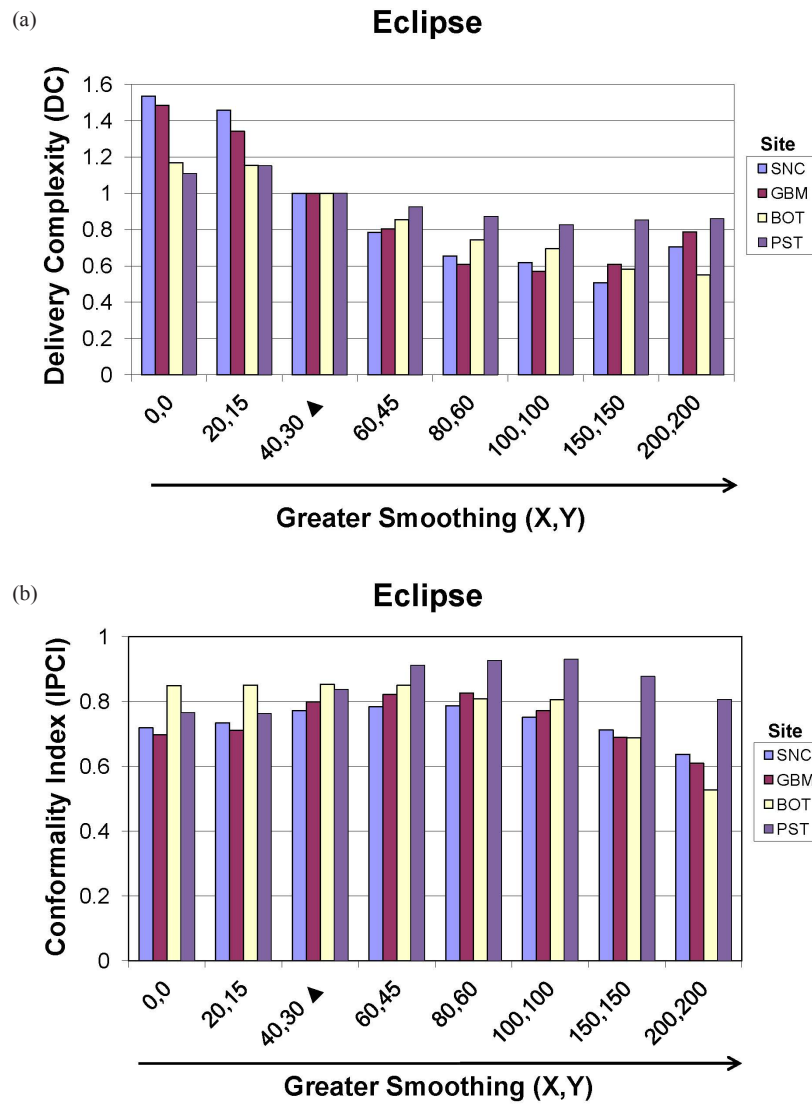 (a)
Eclipse
Delivery Complexity (DC)
1.6
1.4
1.2
1
0.8
0.6
0.4
0.2
0
0,0
20,15
40,30
60,45
80,60
100,100
150,150
200,200
Greater Smoothing (X,Y)
Site
SNC
GBM
BOT
PST
(b)
Eclipse
Conformality Index (IPCI)
1
0.8
0.6
0.4
0.2
0
0,0
20,15
40,30
60,45
80,60
100,100
150,150
200,200
Greater Smoothing (X,Y)
Site
SNC
GBM
BOT
PST